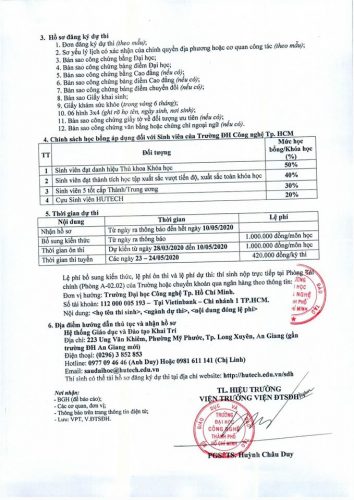 3. Hồ sơ đăng ký dự thi
1. Đơn đăng ký dự thi (theo mẫu);
2. Sơ yếu lý lịch có xác nhận của chính quyền địa phương hoặc cơ quan công tác (theo mẫu);
3. Bản sao công chứng bằng Đại học;
4. Bản sao công chứng bảng điểm Đại học;
5. Bản sao công chứng bằng Cao đẳng (nếu có);
6. Bản sao công chứng bảng điểm Cao đẳng (nếu có);
7. Bản sao công chứng bảng điểm chuyển đổi (nếu có);
8. Bản sao Giấy khai sinh;
9. Giấy khám sức khỏe (trong vòng 6 tháng);
10. 06 hình 3x4 (ghi rõ họ tên, ngày sinh, nơi sinh);
11. Bản sao công chứng giấy tờ về đối tượng ưu tiên (nếu có);
12. Bản sao công chứng văn bằng hoặc chứng chỉ ngoại ngữ (nếu có).
4. Chính sách học bổng áp dụng đối với Sinh viên của Trường ĐH Công nghệ Tp. HCM
TT Đối tượng Mức học bổng/Khóa học (%)
1 Sinh viên đạt danh hiệu Thủ khoa Khóa học 50%
2 Sinh viên đạt thành tích học tập xuất sắc vượt tiến độ, xuất sắc toàn khóa học 40%
3 Sinh viên 5 tốt cấp Thành/Trung ương 30%
4 Cựu Sinh viên HUTECH 20%
5. Thời gian dự thi
Nội dung Thời gian Lệ phí
Nhận hồ sơ Từ ngày ra thông báo đến hết ngày 10/05/2020
Bổ sung kiến thức Từ ngày ra thông báo 1.000.000 đồng/môn học
Thời gian ôn thi Dự kiến từ ngày 28/03/2020 đến 10/05/2020 1.000.000 đồng/môn học
Thời gian thi tuyển Các ngày 23 – 24/05/2020 420.000 đồng/kỳ thi
Lệ phí bổ sung kiến thức, lệ phí ôn thi và lệ phí dự thi: thí sinh nộp trực tiếp tại Phòng Tài
chính (Phòng A-02.02) của Trường hoặc chuyển khoản qua ngân hàng theo thông tin:
Đơn vị hưởng: Trường Đại học Công nghệ Tp. Hồ Chí Minh.
Số tài khoản: 112 000 005 193 – Tại Vietinbank – Chi nhánh 1 TP.HCM.
Nội dung: <họ tên thí sinh>, <ngành dự thi>, <nội dung đóng lệ phí>
6. Địa điểm hướng dẫn thủ tục và nhận hồ sơ
Hệ thống Giáo dục và Đào tạo Khai Trí
Địa chỉ: 223 Ung Văn Khiêm, Phường Mỹ Phước, Tp. Long Xuyên, An Giang (gần
trường ĐH An Giang mới)
Điện thoại: (0296) 3 852 853
Hotline: 0977 09 46 46 (Anh Duy) Hoặc 0981 611 141 (Chị Linh)
Email: saudaihoc@hutech.edu.vn
Thí sinh có thể tải hồ sơ đăng ký dự thi tại địa chỉ website: http://hutech.edu.vn/sdh
TL. HIỆU TRƯỞNG
VIỆN TRƯỞNG VIỆN ĐTSĐH
Nơi nhận:
- BGH (để báo cáo);
- Các cơ quan, đơn vị;
- Thông báo trên trang thông tin điện tử;
- Lưu: VPT, V.ĐTSĐH.
TRƯỜNG
ĐẠI HỌC
CÔNG NGHỆ
THÀNH PHỐ
HỒ CHÍ MINH
PGS.TS. Huỳnh Châu Duy